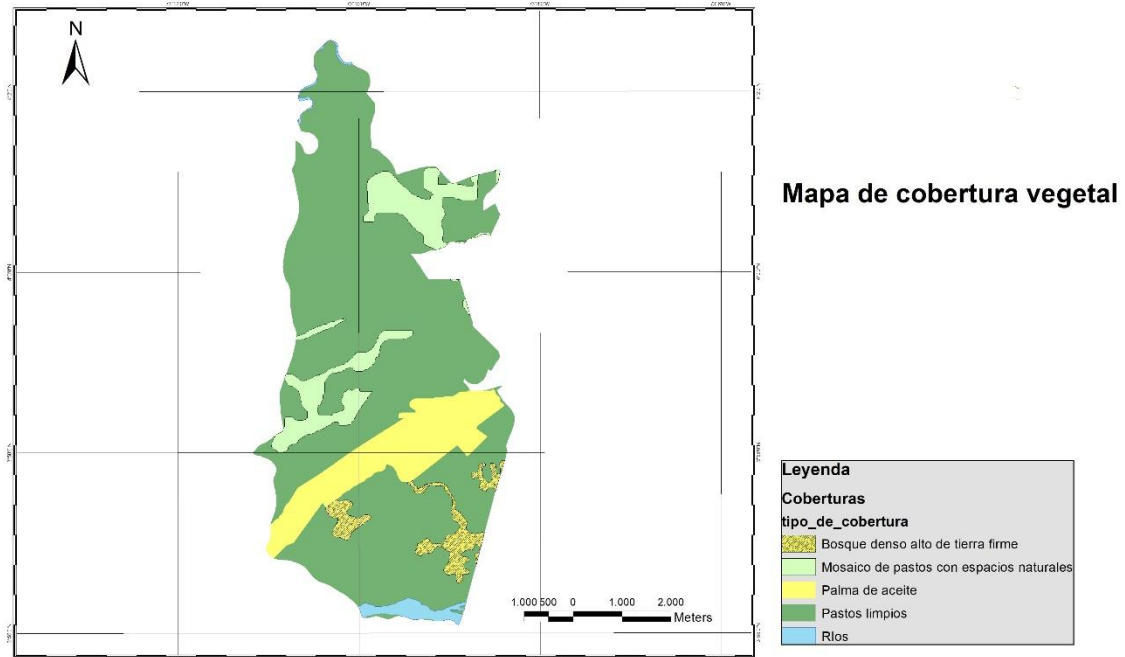 N
Mapa de cobertura vegetal
Leyenda
Coberturas
tipo_de_cobertura
Bosque denso alto de tierra firme
Mosaico de pastos con espacios naturales
Palma de aceite
Pastos limpios
RIos
1.000 500 0 1.000 2.000
Meters